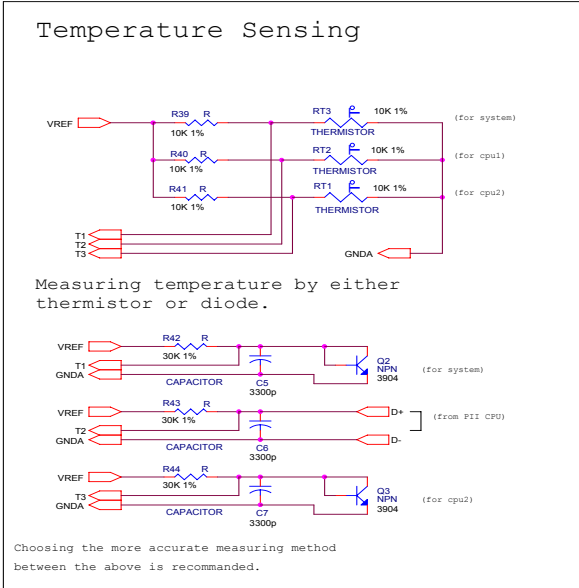 Temperature Sensing
R39 R RT3 10K 1% (for system)
VREF
10K 1% THERMISTOR
R40 R RT2 10K 1% (for cpu1)
10K 1% THERMISTOR
R41 R RT1 10K 1% (for cpu2)
10K 1% THERMISTOR
T1
T2
T3 GNDA
Measuring temperature by either
thermistor or diode.
R42 R
VREF
30K 1%
Q2
NPN
3904
(for system)
T1
GNDA
CAPACITOR C5
3300p
R43 R
VREF D+
30K 1%
(from PII CPU)
T2
GNDA D-
CAPACITOR C6
3300p
R44 R
VREF
30K 1%
Q3
NPN
3904
(for cpu2)
T3
GNDA
CAPACITOR C7
3300p
Choosing the more accurate measuring method
between the above is recommanded.